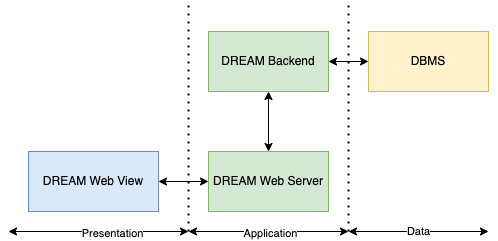 DREAM Backend
DBMS
DREAM Web View
DREAM Web Server
Presentation
Application
Data